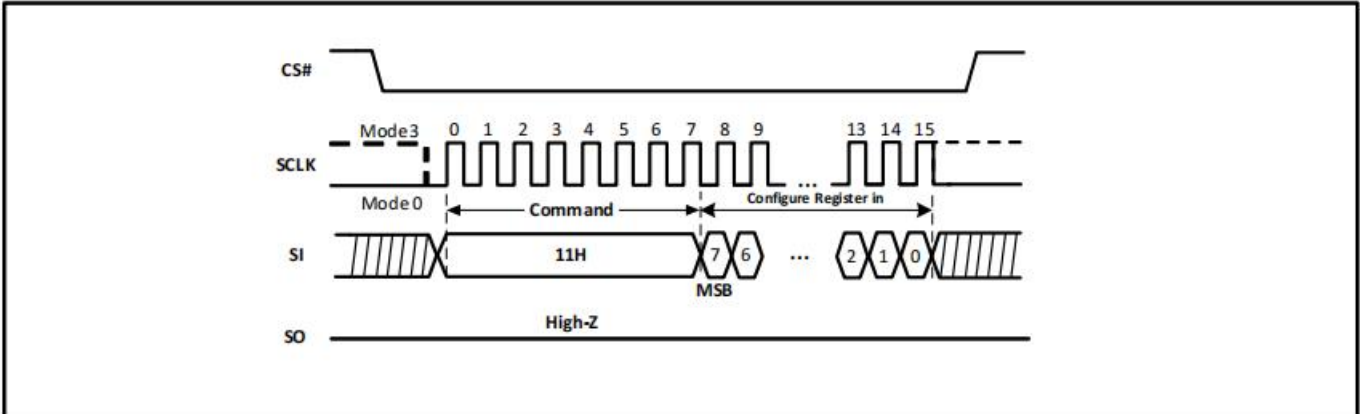 CS#
Mode3 0 1 2 3 4 5 6 7 8 9 13 14 15
SCLK
...
Mode0
Command
Configure Register in
SI 11H 7 6 ... 2 1 0
MSB
High-Z
SO